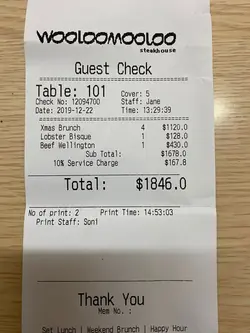 WOOLOOMOOLOO
steakhouse
Guest Check
Table: 101 Cover: 5
Check No: 12094700 Staff: Jane
Date: 2019-12-22 Time: 13:29:39
Xmas Brunch 4 $1120.0
Lobster Bisque 1 $128.0
Beef Wellington 1 $430.0
Sub Total: $1678.0
10% Service Charge $167.8
Total: $1846.0
No of print: 2 Print Time: 14:53:03
Print Staff: Soni
Thank You
Mem No. :
Set Lunch | Weekend Brunch | Happy Hour